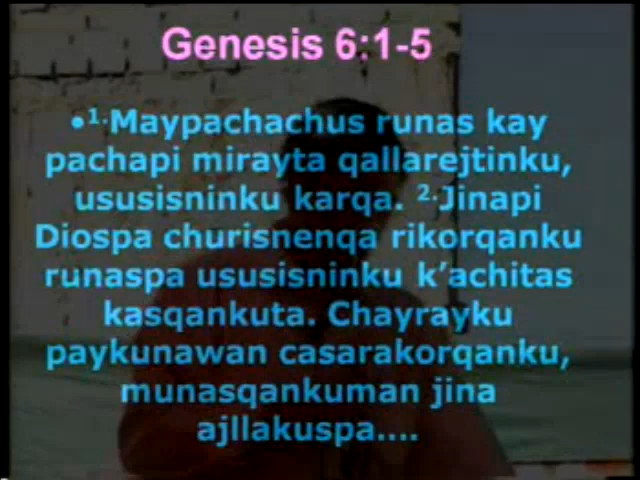 Genesis 6:1-5
•1.Maypachachus runas kay
pachapi mirayta qallarejtinku,
ususisninku karqa. 2.Jinapi
Diospa churisnenqa rikorqanku
runaspa ususisninku k'achitas
kasqankuta. Chayrayku
paykunawan casarakorqanku,
munasqankuman jina
ajllakuspa....